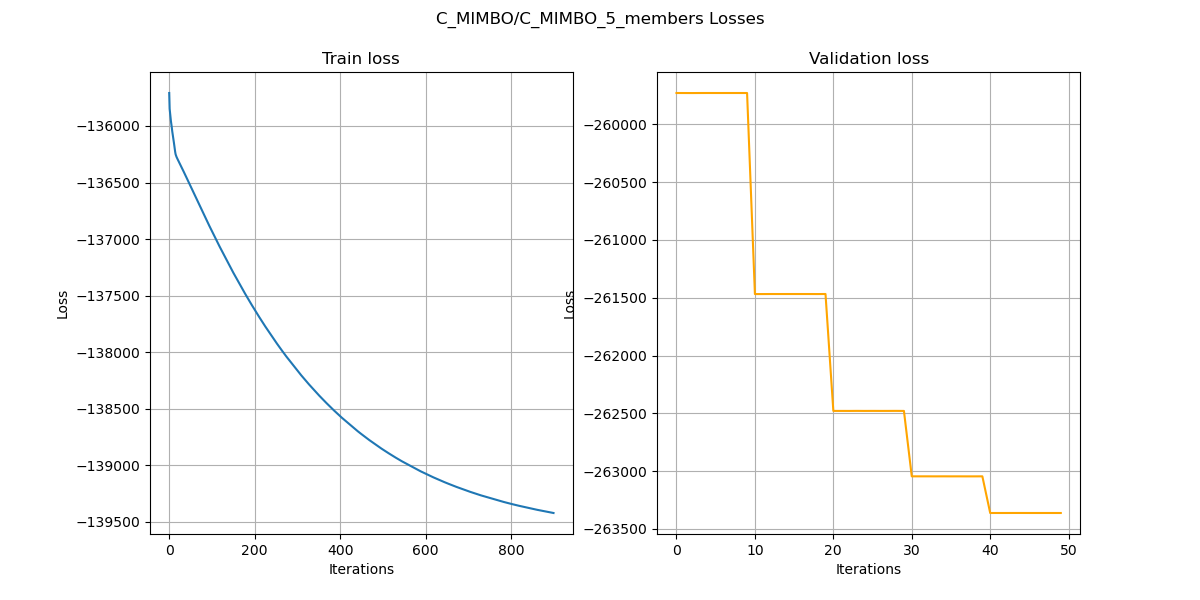 C_MIMBO/C_MIMBO_5_members Losses
Train loss
Loss
−136000
−136500
−137000
−137500
−138000
−138500
−139000
−139500
0 200 400 600 800
Iterations
Validation loss
Loss
−260000
−260500
−261000
−261500
−262000
−262500
−263000
−263500
0 10 20 30 40 50
Iterations